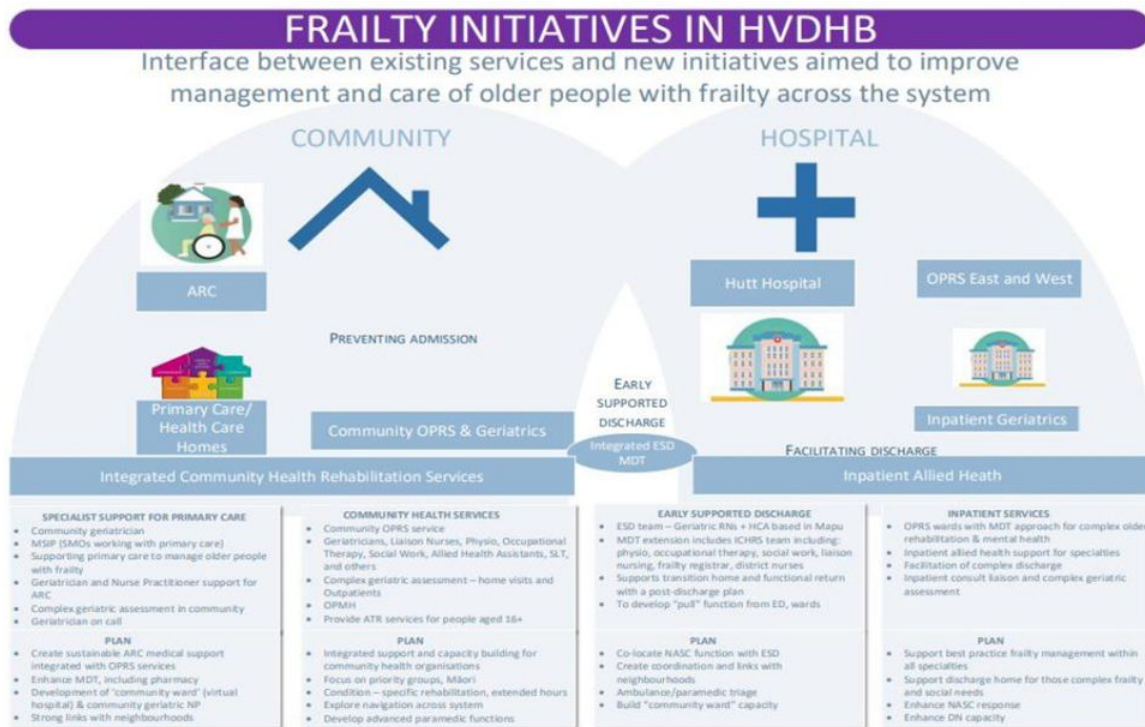 FRAILTY INITIATIVES IN HVDHB
Interface between existing services and new initiatives aimed to improve
management and care of older people with frailty across the system
COMMUNITY
HOSPITAL
ARC
Hutt Hospital
OPRS East and West
PREVENTING ADMISSION
Primary Care/
Health Care
Homes
Community OPRS & Geriatrics
EARLY
SUPPORTED
DISCHARGE
Integrated ESD
MDT
Inpatient Geriatrics
FACILITATING DISCHARGE
Integrated Community Health Rehabilitation Services
Inpatient Allied Heath
SPECIALIST SUPPORT FOR PRIMARY CARE
• Community geriatrician
• MSIP (SMOs working with primary care)
• Supporting primary care to manage older people
with frailty
• Geriatrician and Nurse Practitioner support for
ARC
• Complex geriatric assessment in community
• Geriatrician on call
COMMUNITY HEALTH SERVICES
• Community OPRS service
• Geriatricians, Liaison Nurses, Physio, Occupational
Therapy, Social Work, Allied Health Assistants, SLT,
and others
• Complex geriatric assessment – home visits and
Outpatients
• OPMH
• Provide ATR services for people aged 16+
EARLY SUPPORTED DISCHARGE
• ESD team – Geriatric RNs + HCA based in Mapu
• MDT extension includes ICHRS team including:
physio, occupational therapy, social work, liaison
nursing, frailty registrar, district nurses
• Supports transition home and functional return
with a post-discharge plan
• To develop "pull" function from ED, wards
INPATIENT SERVICES
• OPRS wards with MDT approach for complex older
rehabilitation & mental health
• Inpatient allied health support for specialties
• Facilitation of complex discharge
• Inpatient consult liaison and complex geriatric
assessment
PLAN
• Create sustainable ARC medical support
integrated with OPRS services
• Enhance MDT, including pharmacy
• Development of 'community ward' (virtual
hospital) & community geriatric NP
• Strong links with neighbourhoods
PLAN
• Integrated support and capacity building for
community health organisations
• Focus on priority groups, Māori
• Condition – specific rehabilitation, extended hours
• Explore navigation across system
• Develop advanced paramedic functions
PLAN
• Co-locate NASC function with ESD
• Create coordination and links with
neighbourhoods
• Ambulance/paramedic triage
• Build "community ward" capacity
PLAN
• Support best practice frailty management within
all specialties
• Support discharge home for those complex frailty
and social needs
• Enhance NASC response
• Enhance DN capacity